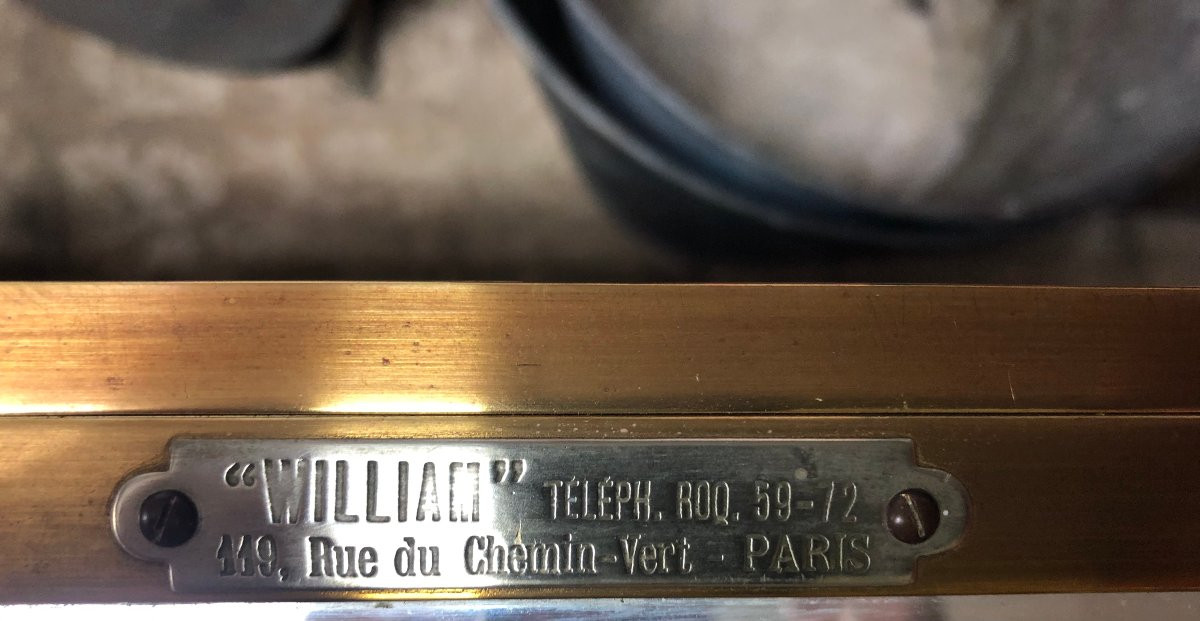 “WILLIAM” TÉLÉPH. ROQ. 59-72
119, Rue du Chemin-Vert - PARIS